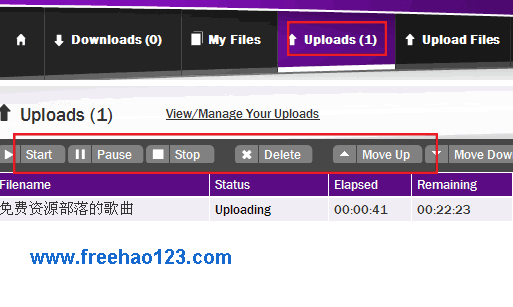 Downloads (0) My Files Uploads (1) Upload Files
Uploads (1) View/Manage Your Uploads
Start Pause Stop Delete Move Up Move Dow
Filename Status Elapsed Remaining
免费资源部落的歌曲 Uploading 00:00:41 00:22:23
www.freehao123.com